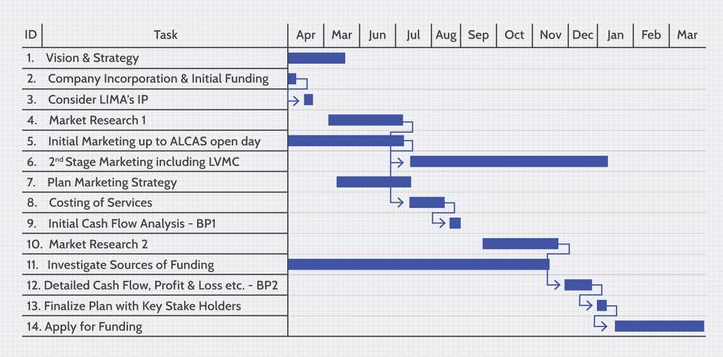 ID Task Apr Mar Jun Jul Aug Sep Oct Nov Dec Jan Feb Mar
1. Vision & Strategy
2. Company Incorporation & Initial Funding
3. Consider LIMA's IP
4. Market Research 1
5. Initial Marketing up to ALCAS open day
6. 2nd Stage Marketing including LVMC
7. Plan Marketing Strategy
8. Costing of Services
9. Initial Cash Flow Analysis - BP1
10. Market Research 2
11. Investigate Sources of Funding
12. Detailed Cash Flow, Profit & Loss etc. - BP2
13. Finalize Plan with Key Stake Holders
14. Apply for Funding